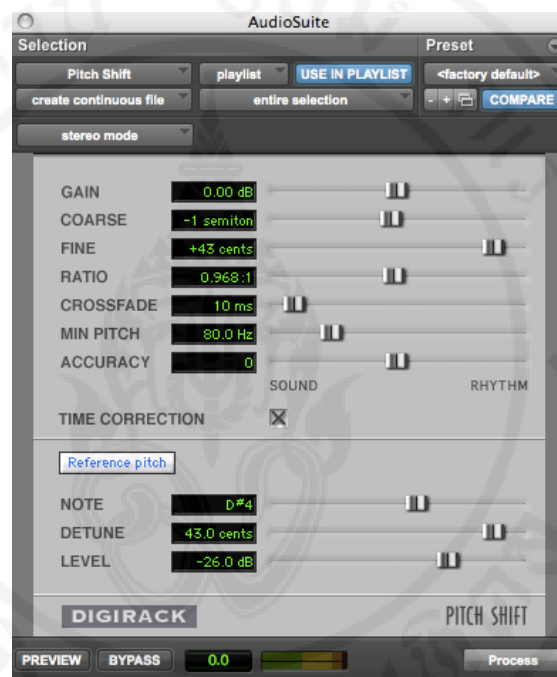 AudioSuite
Selection Preset
Pitch Shift playlist USE IN PLAYLIST <factory default>
create continuous file entire selection - + COMPARE
stereo mode
GAIN 0.00 dB
COARSE -1 semiton
FINE +43 cents
RATIO 0.968:1
CROSSFADE 10 ms
MIN PITCH 80.0 Hz
ACCURACY 0
SOUND RHYTHM
TIME CORRECTION
Reference pitch
NOTE D#4
DETUNE 43.0 cents
LEVEL -26.0 dB
DIGIRACK PITCH SHIFT
PREVIEW BYPASS 0.0 Process